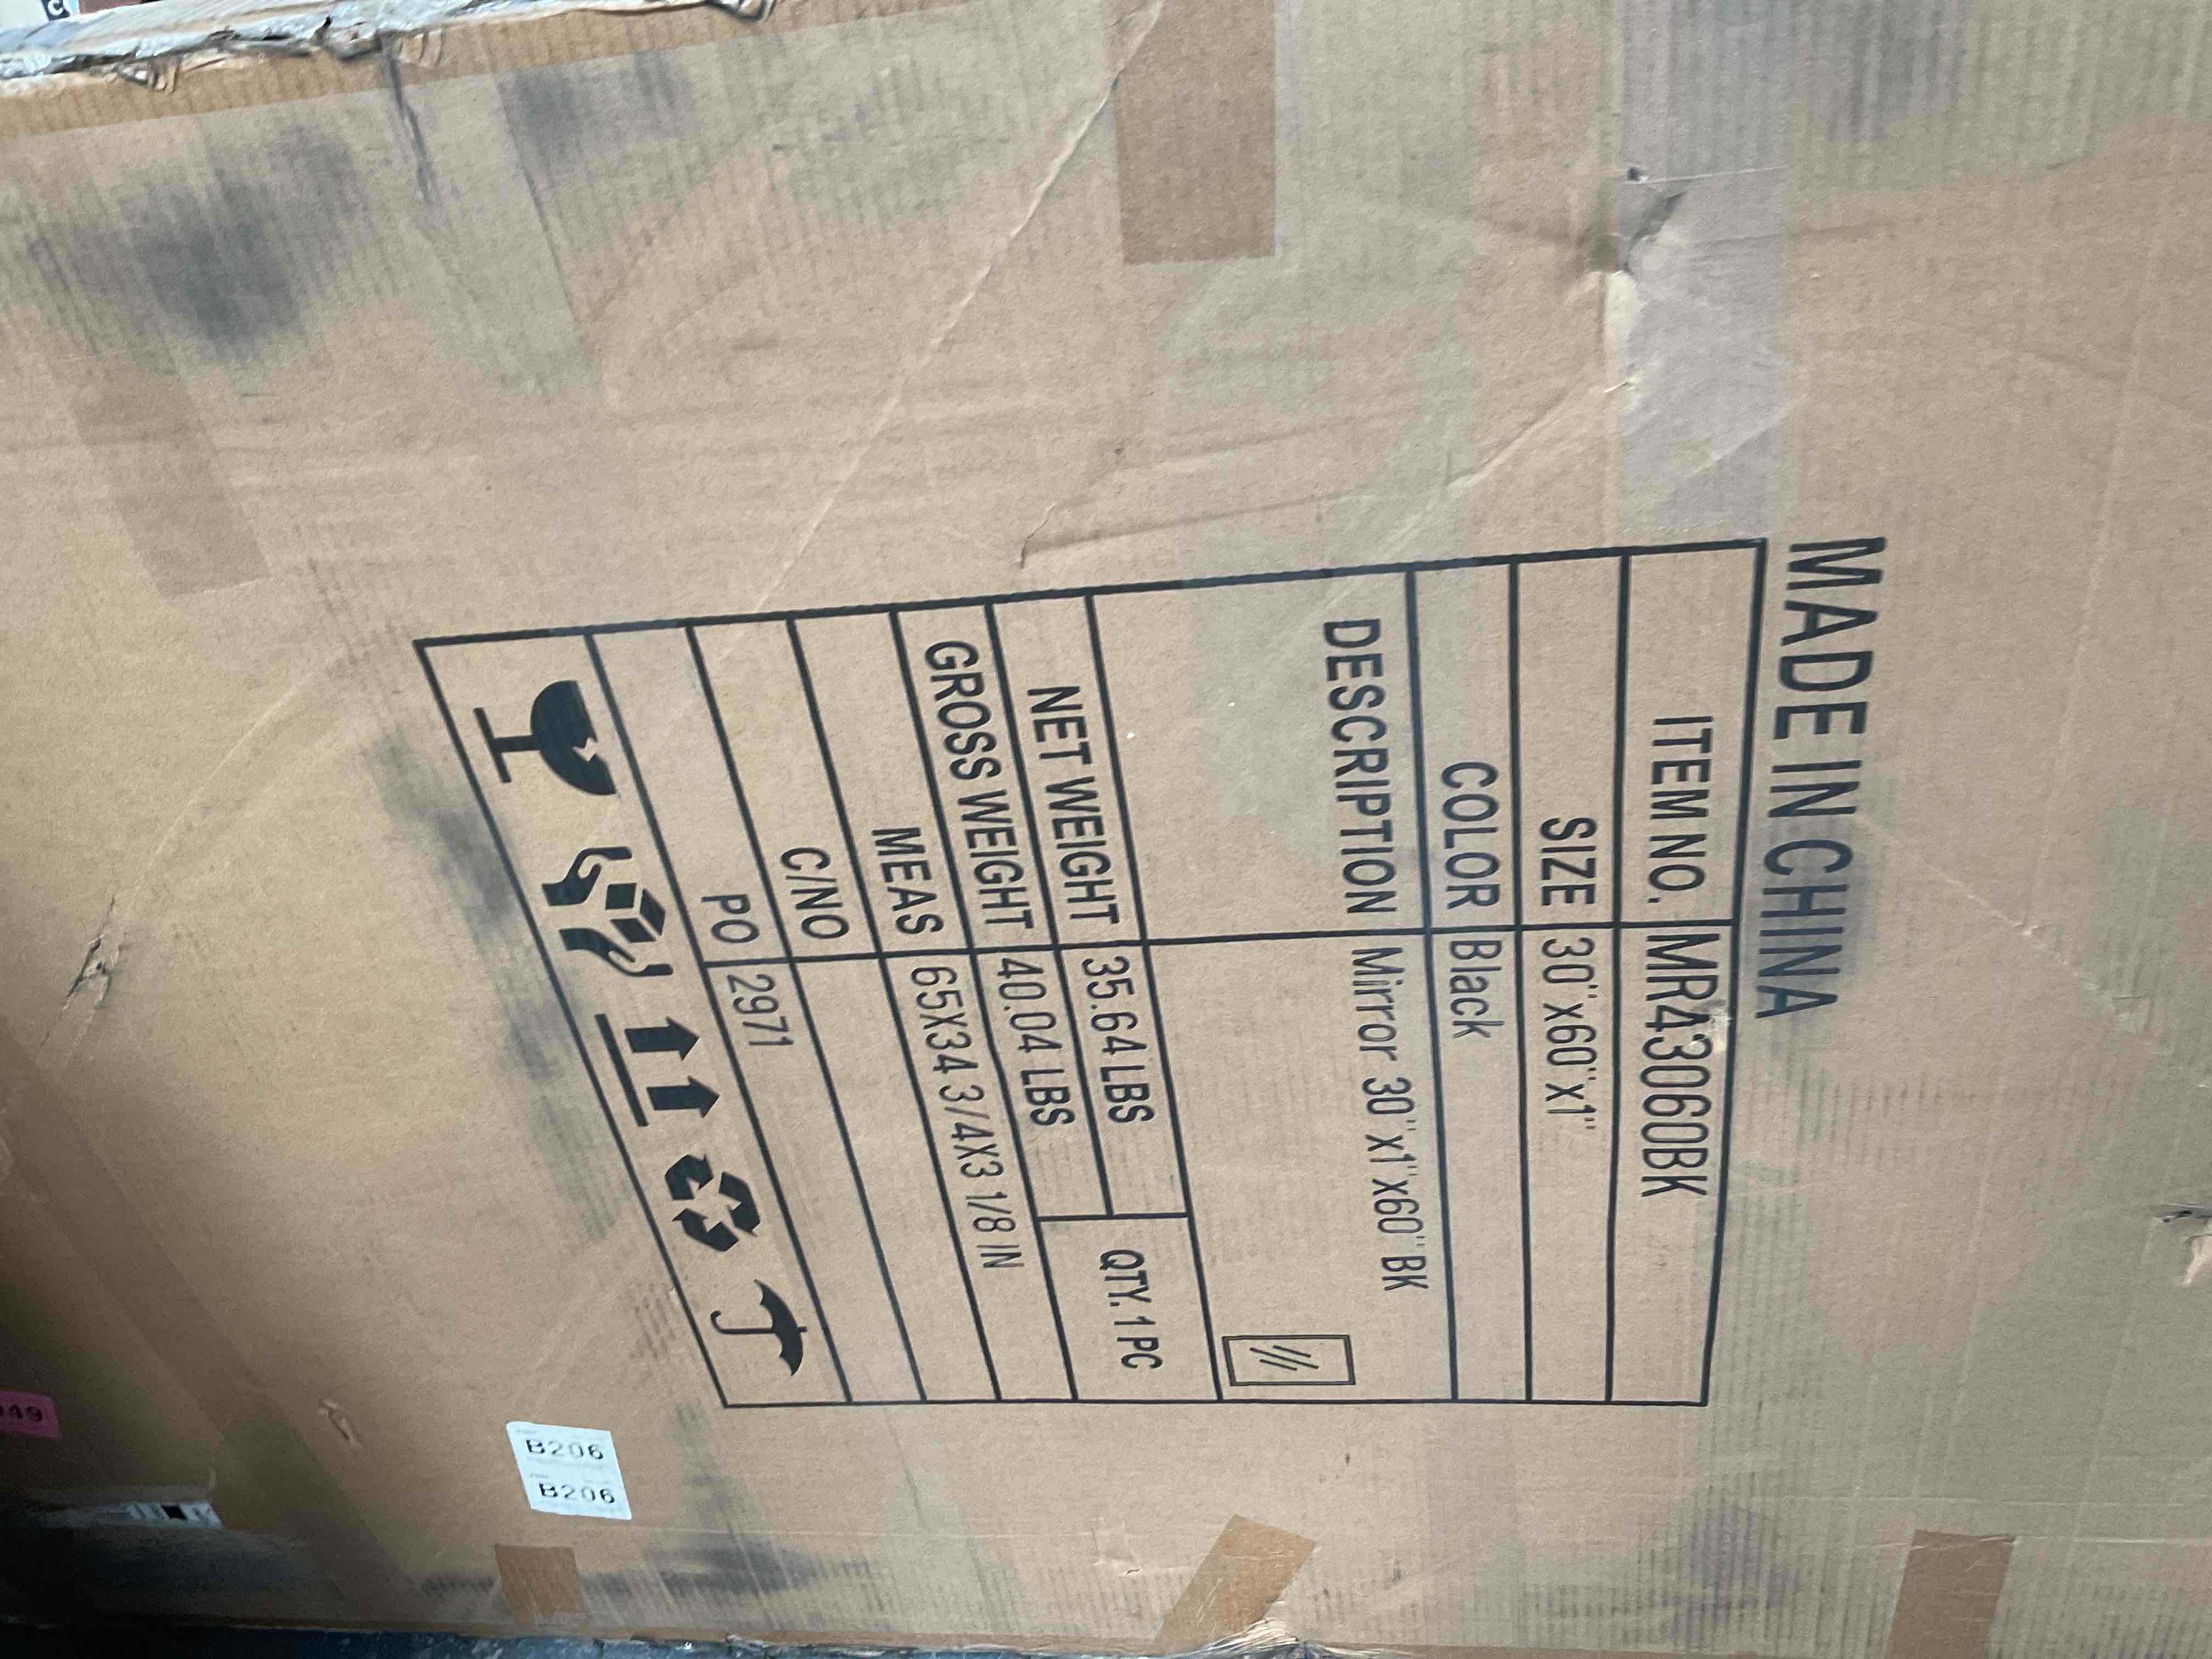 MADE IN CHINA
ITEM NO. MR43060BK
SIZE 30"x60"x1"
COLOR Black
DESCRIPTION Mirror 30"x1"x60"BK
NET WEIGHT 35.64 LBS QTY. 1 PC
GROSS WEIGHT 40.04 LBS
MEAS 65X34 3/4X3 1/8 IN
C/NO
PO 2971
B206
B206